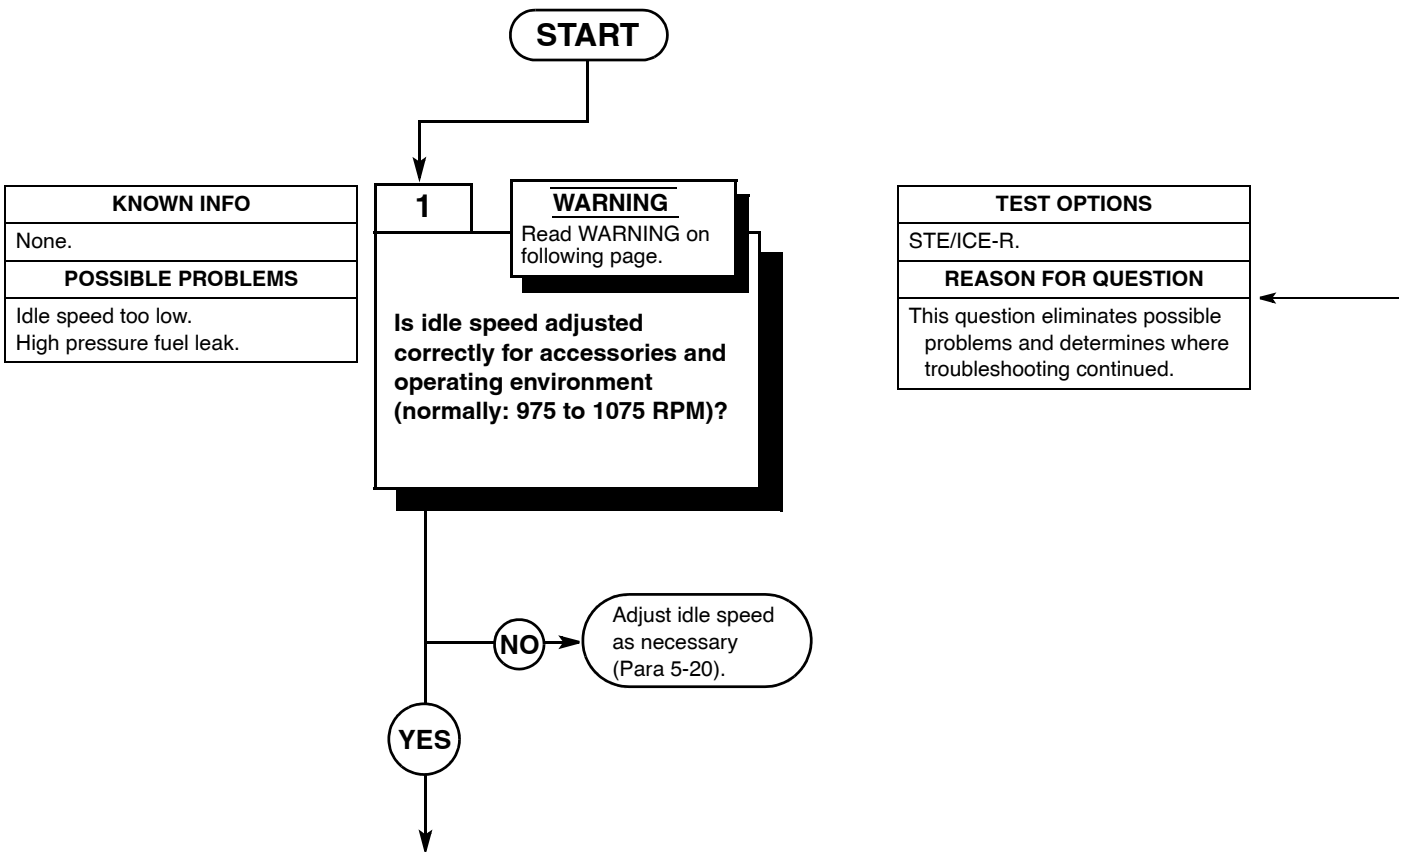 START
KNOWN INFO
None.
POSSIBLE PROBLEMS
Idle speed too low.
High pressure fuel leak.
1
WARNING
Read WARNING on
following page.
Is idle speed adjusted
correctly for accessories and
operating environment
(normally: 975 to 1075 RPM)?
TEST OPTIONS
STE/ICE-R.
REASON FOR QUESTION
This question eliminates possible
problems and determines where
troubleshooting continued.
NO
Adjust idle speed
as necessary
(Para 5-20).
YES